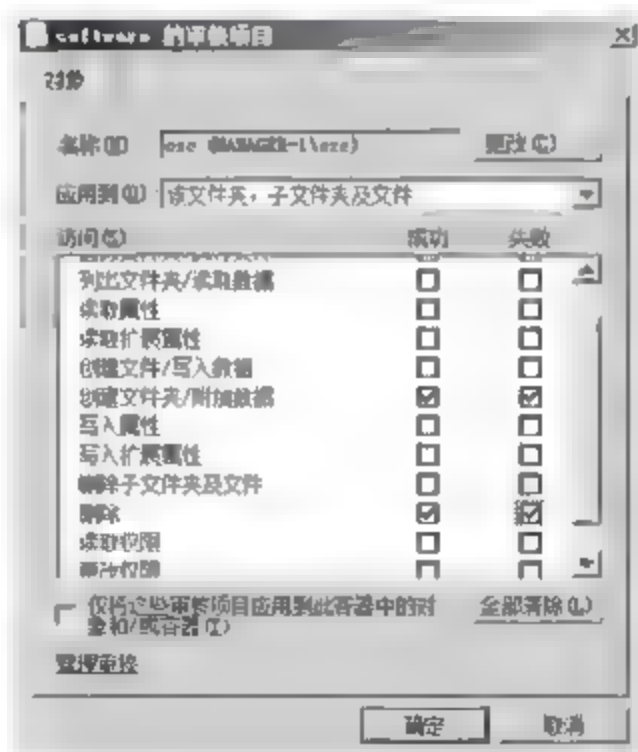 software 的审核项目
对象
名称(N)
(MANAGER-1\
更改(C)
应用到(O)
该文件夹，子文件夹及文件
访问(S)
成功
失败
列出文件夹/读取数据
读取属性
读取扩展属性
创建文件/写入数据
创建文件夹/附加数据
写入属性
写入扩展属性
删除子文件夹及文件
删除
读取权限
更改权限
仅将这些审核项目应用到此容器中的对
象和/或容器(T)
全部清除(L)
管理审核
确定
取消